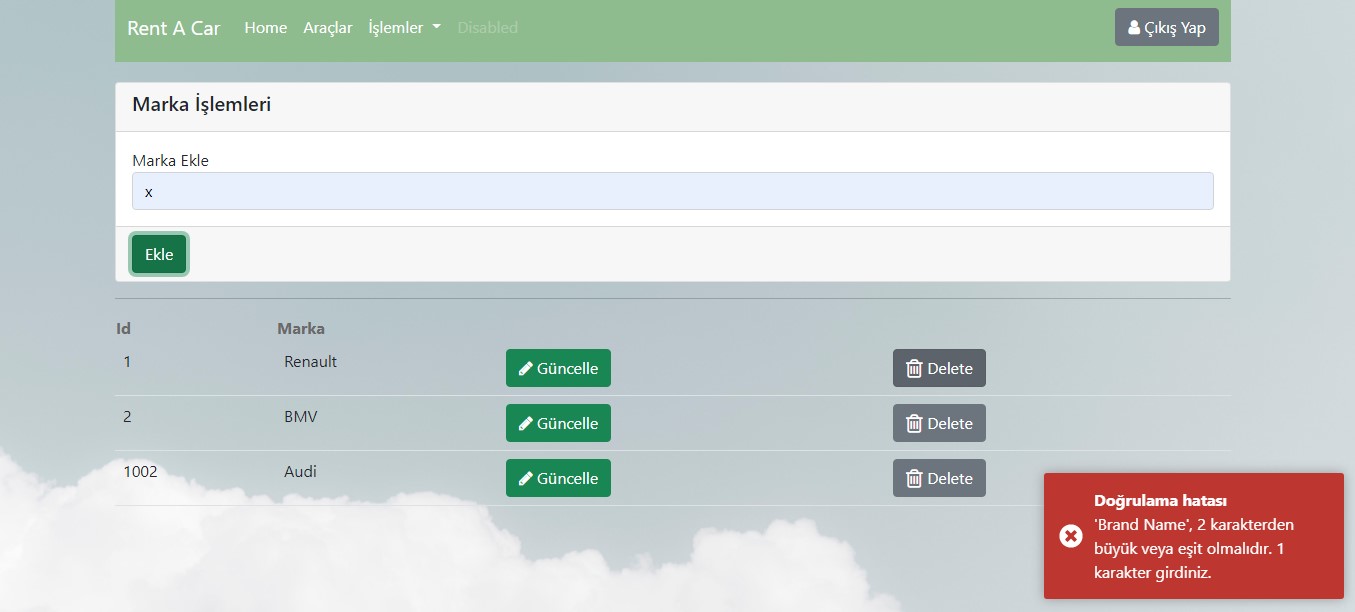 Rent A Car Home Araçlar İşlemler Disabled Çıkış Yap
Marka İşlemleri
Marka Ekle
x
Ekle
Id Marka
1 Renault Güncelle Delete
2 BMV Güncelle Delete
1002 Audi Güncelle Delete
Doğrulama hatası
'Brand Name', 2 karakterden
büyük veya eşit olmalıdır. 1
karakter girdiniz.